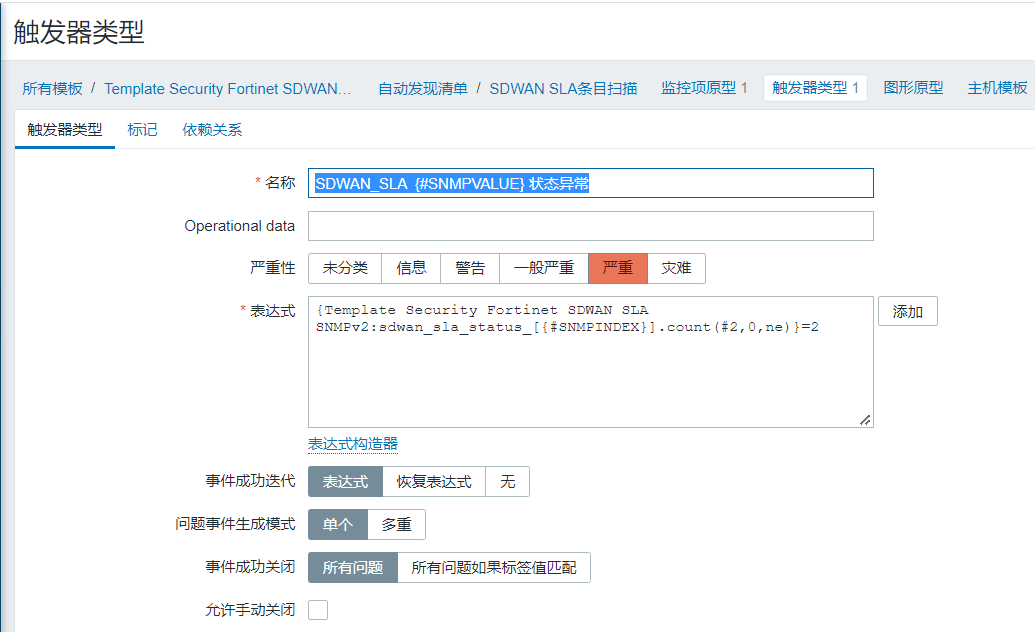 触发器类型
所有模板 / Template Security Fortinet SDWAN... 自动发现清单 / SDWAN SLA条目扫描 监控项原型 1 触发器类型 1 图形原型 主机模板
触发器类型 标记 依赖关系
* 名称 SDWAN_SLA {#SNMPVALUE} 状态异常
Operational data
严重性 未分类 信息 警告 一般严重 严重 灾难
* 表达式 {Template Security Fortinet SDWAN SLA 添加
SNMPv2:sdwan_sla_status_[{#SNMPINDEX}].count(#2,0,ne)}=2
表达式构造器
事件成功迭代 表达式 恢复表达式 无
问题事件生成模式 单个 多重
事件成功关闭 所有问题 所有问题如果标签值匹配
允许手动关闭